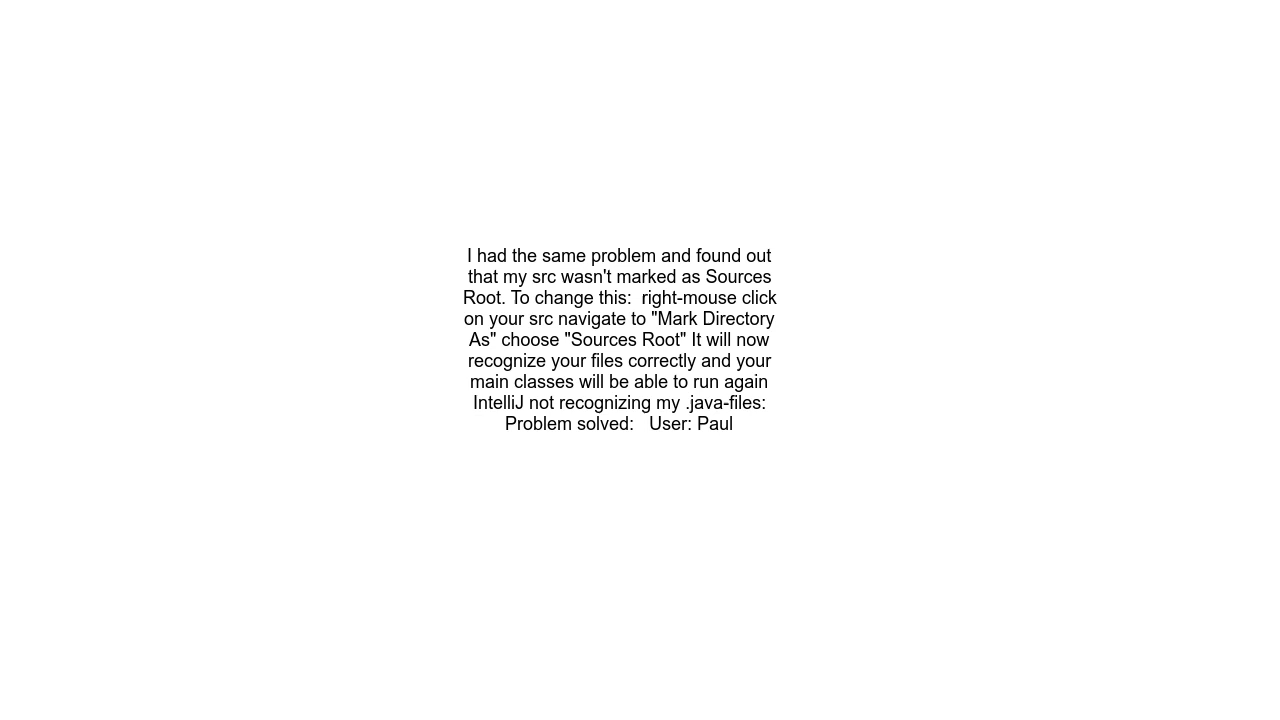 I had the same problem and found out
that my src wasn't marked as Sources
Root. To change this:  right-mouse click
on your src navigate to "Mark Directory
As" choose "Sources Root" It will now
recognize your files correctly and your
main classes will be able to run again
IntelliJ not recognizing my .java-files:
Problem solved:   User: Paul